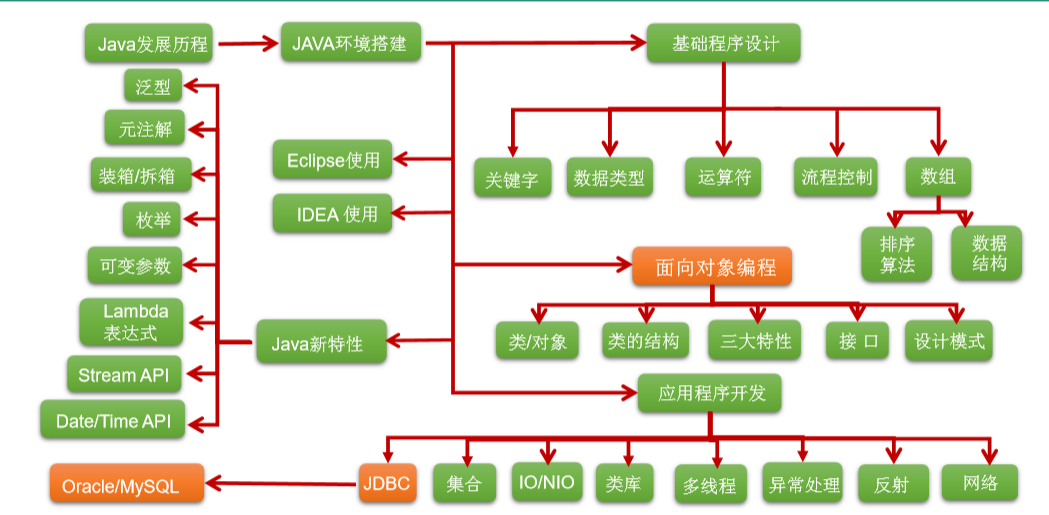 Java发展历程
JAVA环境搭建
基础程序设计
泛型
元注解
装箱/拆箱
枚举
可变参数
Lambda
表达式
Stream API
Date/Time API
Eclipse使用
IDEA 使用
Java新特性
关键字
数据类型
运算符
流程控制
数组
排序
算法
数据
结构
面向对象编程
类/对象
类的结构
三大特性
接 口
设计模式
应用程序开发
Oracle/MySQL
JDBC
集合
IO/NIO
类库
多线程
异常处理
反射
网络